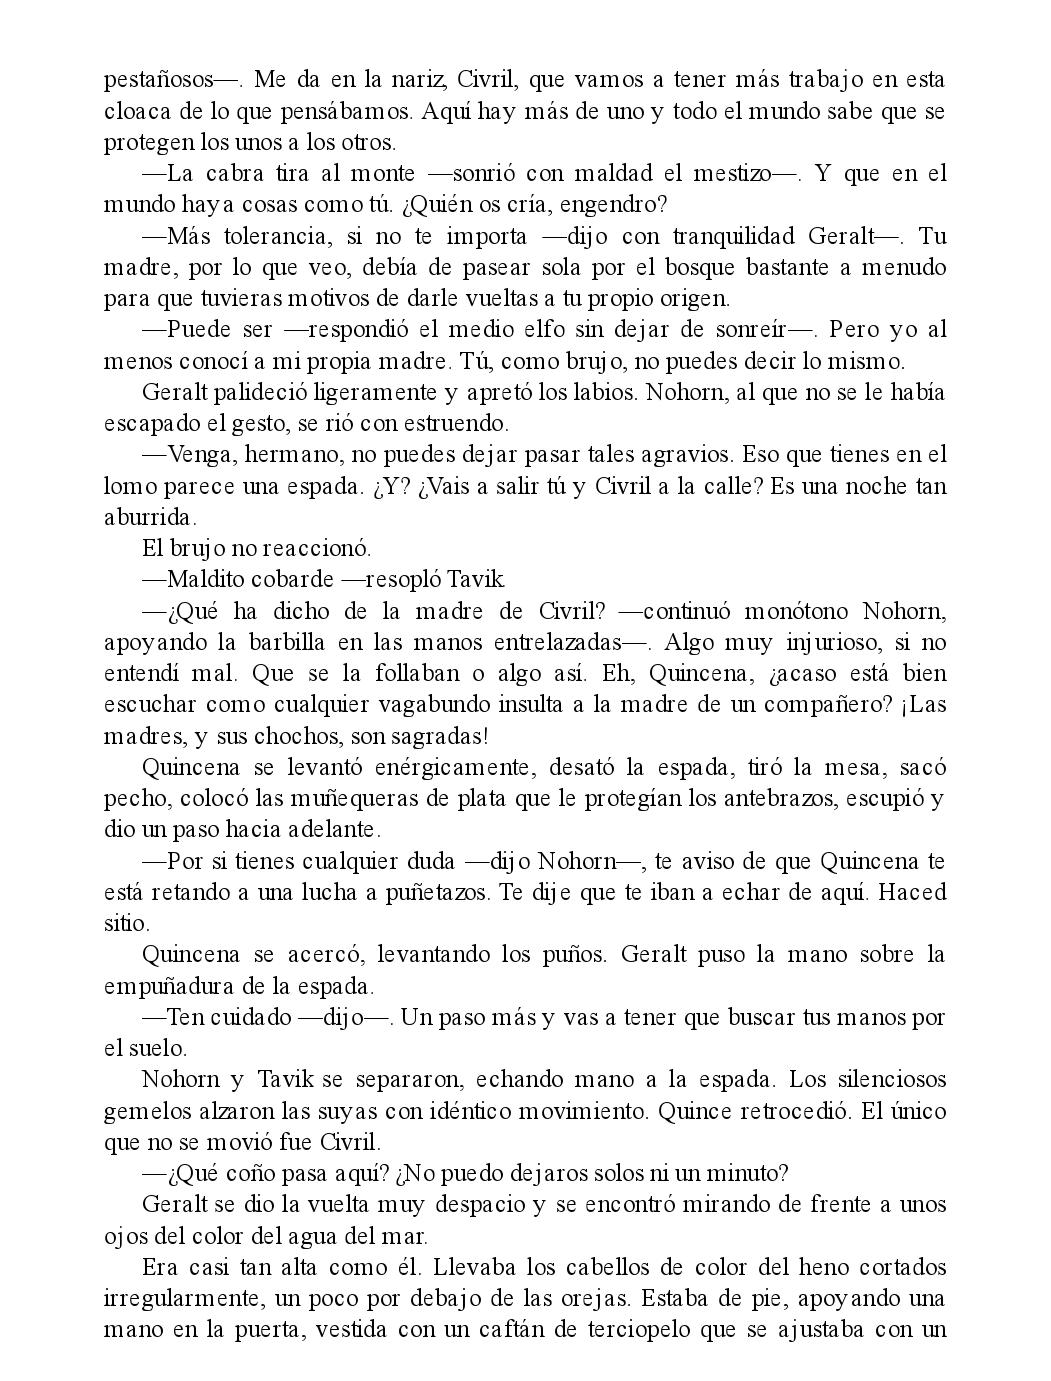 pestañosos—. Me da en la nariz, Civril, que vamos a tener más trabajo en esta
cloaca de lo que pensábamos. Aquí hay más de uno y todo el mundo sabe que se
protegen los unos a los otros.
—La cabra tira al monte —sonrió con maldad el mestizo—. Y que en el
mundo haya cosas como tú. ¿Quién os cría, engendro?
—Más tolerancia, si no te importa —dijo con tranquilidad Geralt—. Tu
madre, por lo que veo, debía de pasear sola por el bosque bastante a menudo
para que tuvieras motivos de darle vueltas a tu propio origen.
—Puede ser —respondió el medio elfo sin dejar de sonreír—. Pero yo al
menos conocí a mi propia madre. Tú, como brujo, no puedes decir lo mismo.
Geralt palideció ligeramente y apretó los labios. Nohorn, al que no se le había
escapado el gesto, se rió con estruendo.
—Venga, hermano, no puedes dejar pasar tales agravios. Eso que tienes en el
lomo parece una espada. ¿Y? ¿Vais a salir tú y Civril a la calle? Es una noche tan
aburrida.
El brujo no reaccionó.
—Maldito cobarde —resopló Tavik
—¿Qué ha dicho de la madre de Civril? —continuó monótono Nohorn,
apoyando la barbilla en las manos entrelazadas—. Algo muy injurioso, si no
entendí mal. Que se la follaban o algo así. Eh, Quincena, ¿acaso está bien
escuchar como cualquier vagabundo insulta a la madre de un compañero? ¡Las
madres, y sus chochos, son sagradas!
Quincena se levantó enérgicamente, desató la espada, tiró la mesa, sacó
pecho, colocó las muñequeras de plata que le protegían los antebrazos, escupió y
dio un paso hacia adelante.
—Por si tienes cualquier duda —dijo Nohorn—, te aviso de que Quincena te
está retando a una lucha a puñetazos. Te dije que te iban a echar de aquí. Haced
sitio.
Quincena se acercó, levantando los puños. Geralt puso la mano sobre la
empuñadura de la espada.
—Ten cuidado —dijo—. Un paso más y vas a tener que buscar tus manos por
el suelo.
Nohorn y Tavik se separaron, echando mano a la espada. Los silenciosos
gemelos alzaron las suyas con idéntico movimiento. Quince retrocedió. El único
que no se movió fue Civril.
—¿Qué coño pasa aquí? ¿No puedo dejaros solos ni un minuto?
Geralt se dio la vuelta muy despacio y se encontró mirando de frente a unos
ojos del color del agua del mar.
Era casi tan alta como él. Llevaba los cabellos de color del heno cortados
irregularmente, un poco por debajo de las orejas. Estaba de pie, apoyando una
mano en la puerta, vestida con un caftán de terciopelo que se ajustaba con un